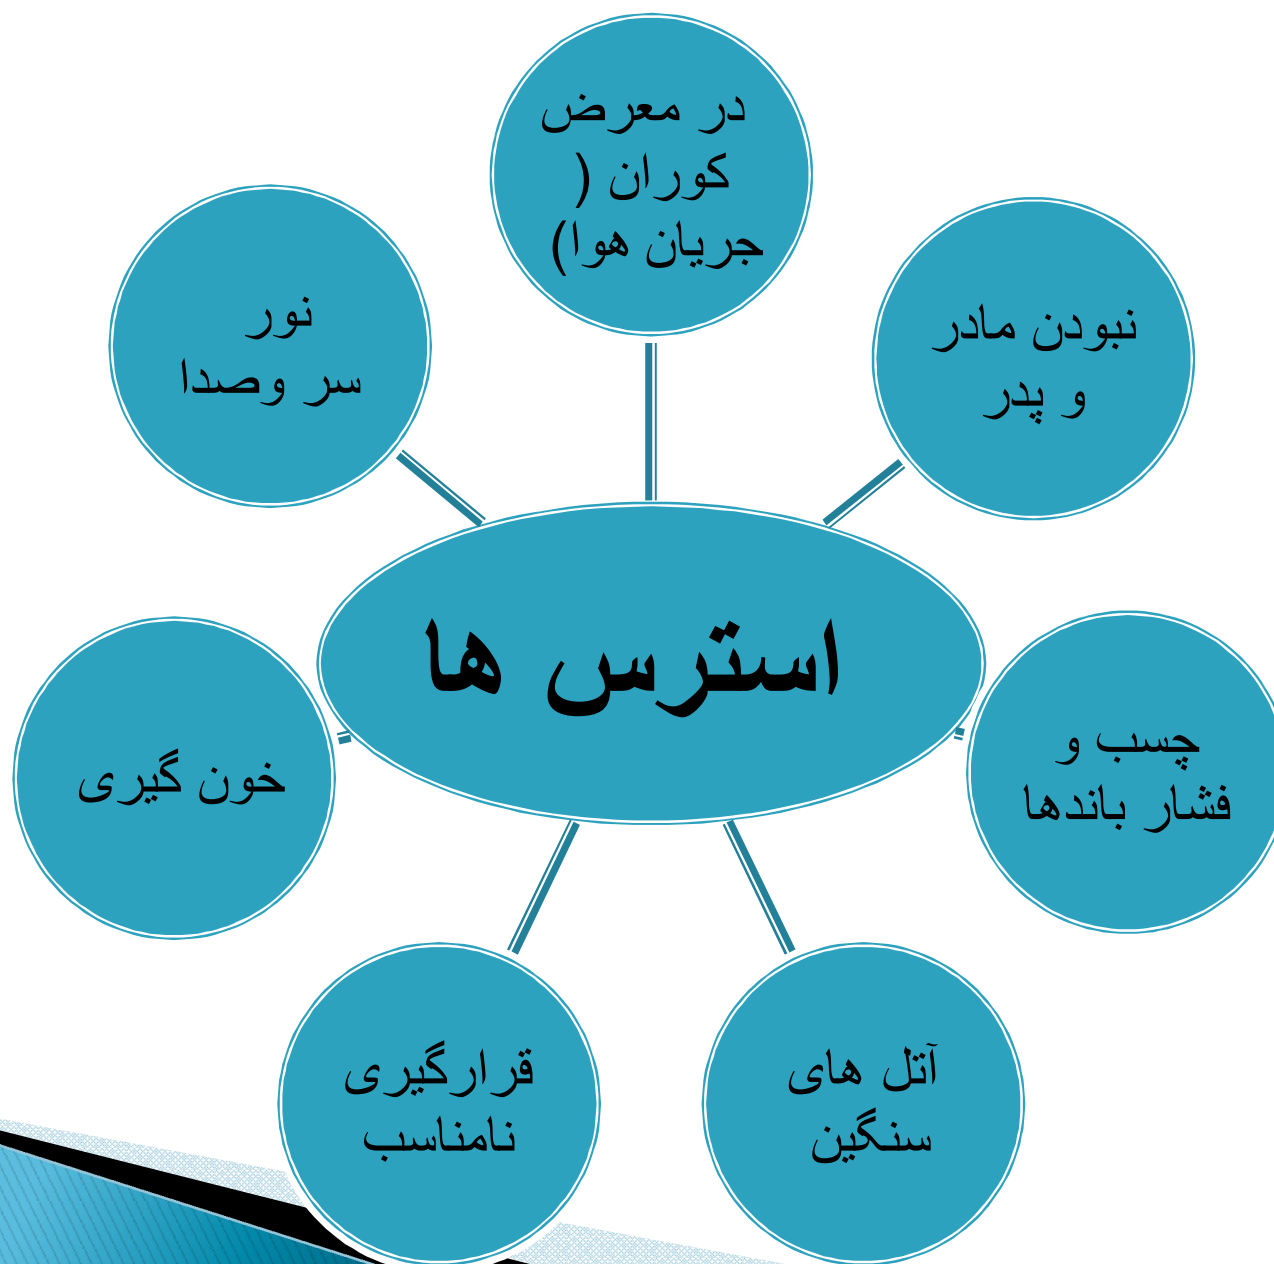 در معرض
کوران (
جریان هوا)
نبودن مادر
و پدر
چسب و
فشار باندها
آتل های
سنگین
قرارگیری
نامناسب
خون گیری
نور
سر وصدا
استرس ها